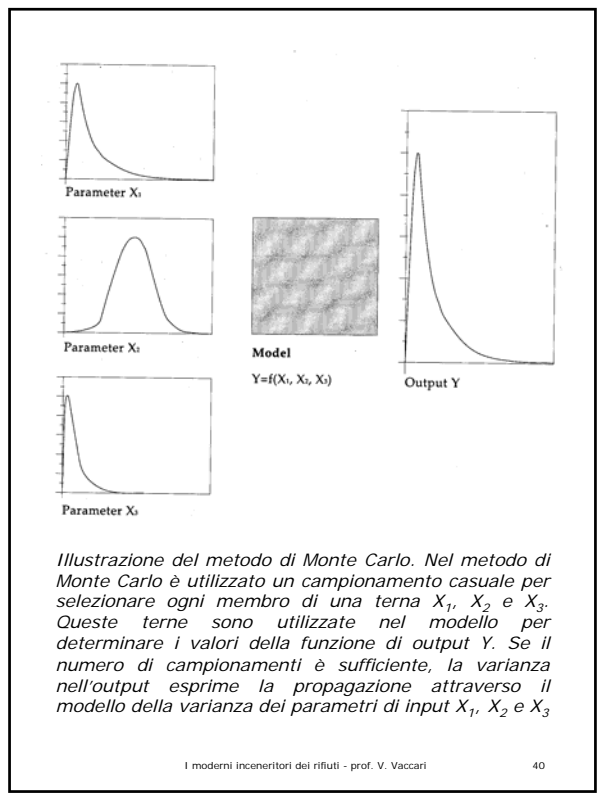 Parameter X₁
Parameter X₂
Model
Y=f(X₁, X₂, X₃)
Output Y
Parameter X₃
Illustrazione del metodo di Monte Carlo. Nel metodo di
Monte Carlo è utilizzato un campionamento casuale per
selezionare ogni membro di una terna X₁, X₂ e X₃.
Queste terne sono utilizzate nel modello per
determinare i valori della funzione di output Y. Se il
numero di campionamenti è sufficiente, la varianza
nell'output esprime la propagazione attraverso il
modello della varianza dei parametri di input X₁, X₂ e X₃
I moderni inceneritori dei rifiuti - prof. V. Vaccari 40